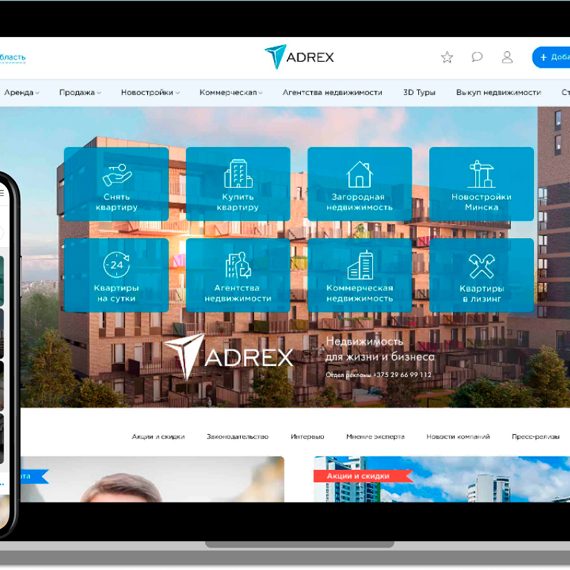 бласть
ADREX
+ Доба
Аренда
Продажа
Новостройки
Коммерческая
Агентства недвижимости
3D Туры
Выкуп недвижимости
Ст
Снять
квартиру
Купить
квартиру
Загородная
недвижимость
Новостройки
Минска
-24
Квартиры
на сутки
Агентства
недвижимости
Коммерческая
недвижимость
Квартиры
в лизинг
ADREX
Недвижимость
для жизни и бизнеса
Отдел рекламы +375 29 66 99 112
Акции и скидки
Законодательство
Интервью
Мнение эксперта
Новости компаний
Пресс-релизы
рта
Акции и скидки